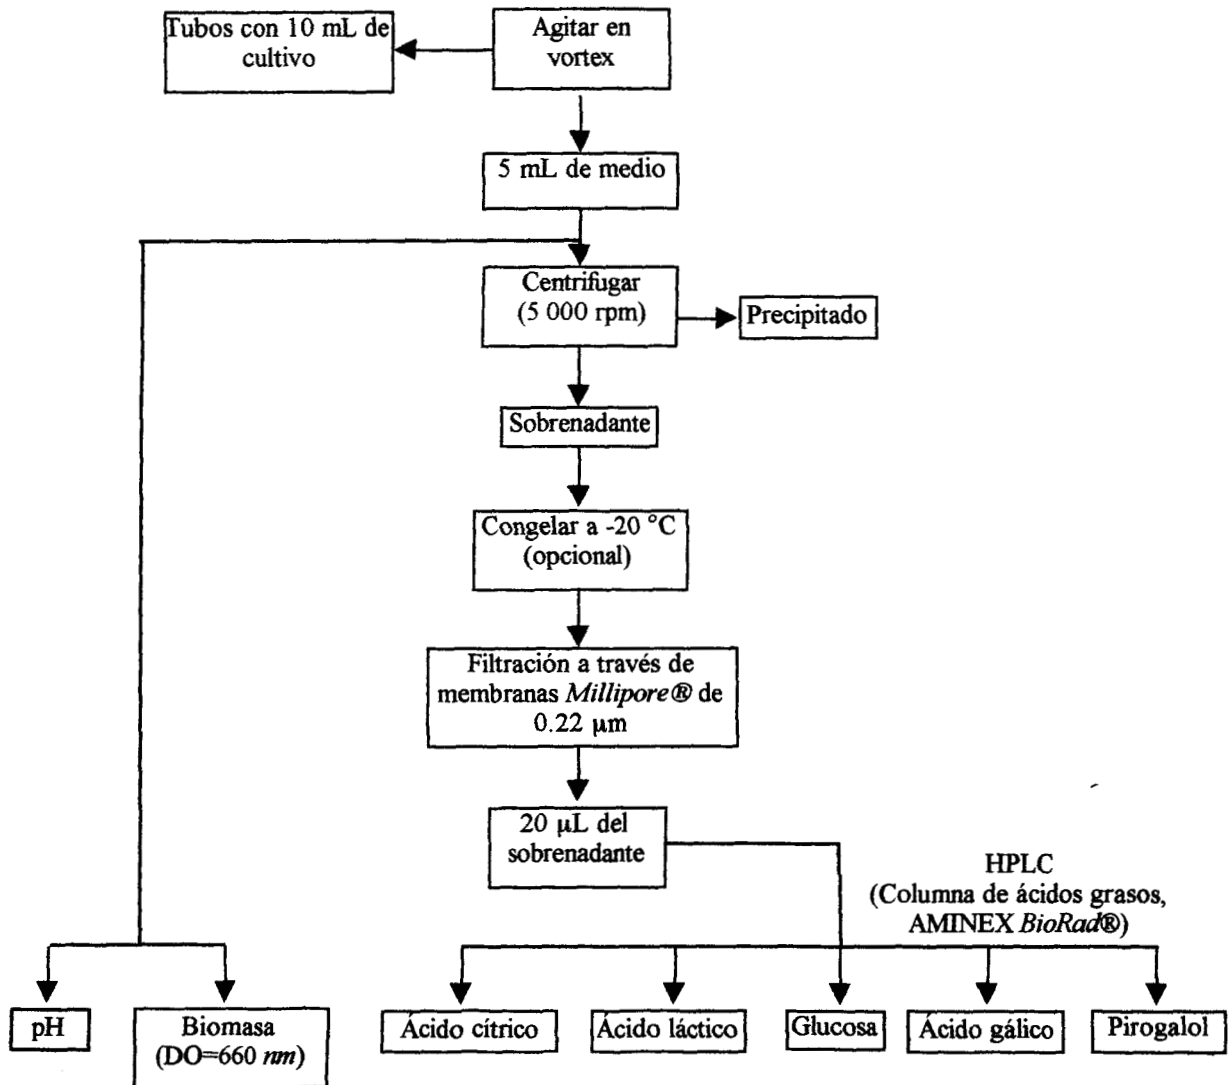 Tubos con 10 mL de
cultivo
Agitar en
vortex
5 mL de medio
Centrifugar
(5 000 rpm)
Precipitado
Sobrenadante
Congelar a -20 °C
(opcional)
Filtración a través de
membranas Millipore® de
0.22 μm
20 μL del
sobrenadante
HPLC
(Columna de ácidos grasos,
AMINEX BioRad®)
pH
Biomasa
(DO=660 nm)
Ácido cítrico
Ácido láctico
Glucosa
Ácido gálico
Pirogalol